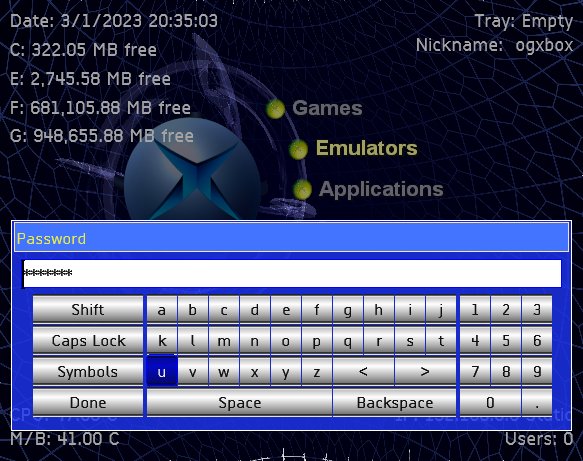 Date: 3/1/2023 20:35:03
Tray: Empty
C: 322.05 MB free
Nickname: ogxbox
E: 2,745.58 MB free
F: 681,105.88 MB free
G: 948,655.88 MB free
Games
Emulators
Applications
Password
*******
Shift a b c d e f g h i j 1 2 3
Caps Lock k l m n o p q r s t 4 5 6
Symbols u v w x y z < > 7 8 9
Done Space Backspace 0 .
M/B: 41.00 C
Users: 0